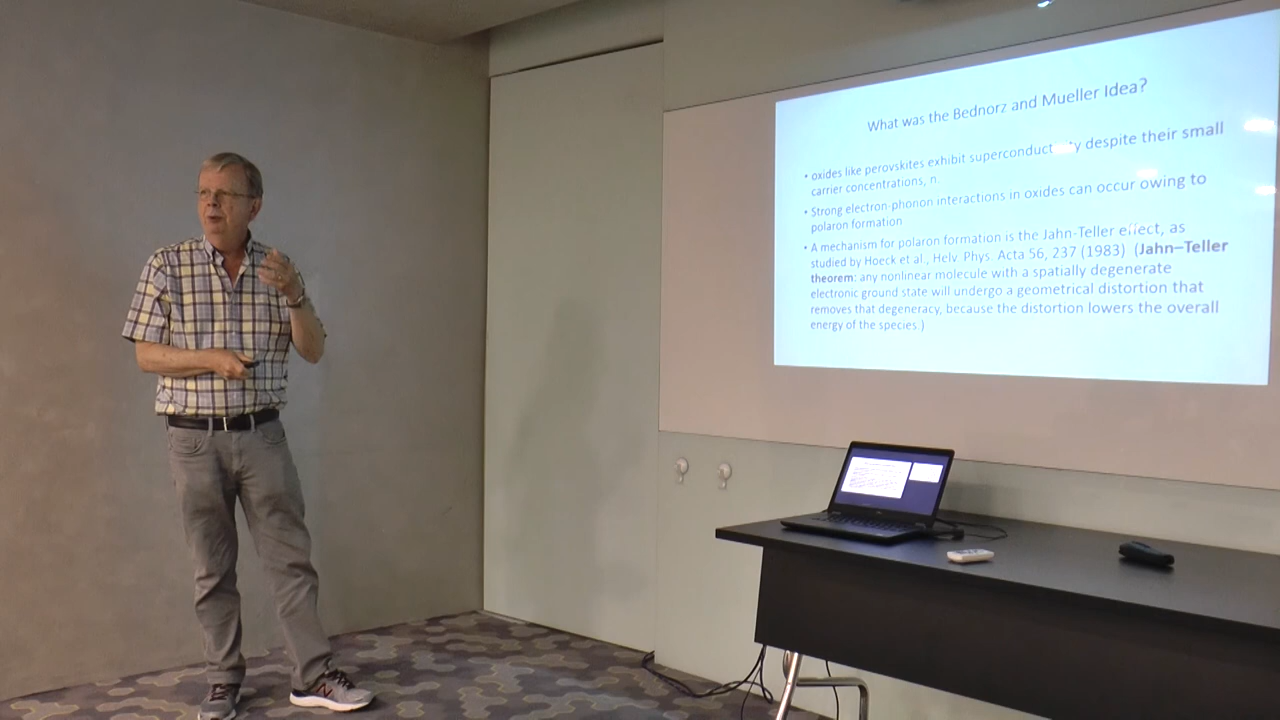 What was the Bednorz and Mueller Idea?
• oxides like perovskites exhibit superconduct y despite their small
carrier concentrations, n.
• Strong electron-phonon interactions in oxides can occur owing to
polaron formation
• A mechanism for polaron formation is the Jahn-Teller effect, as
studied by Hoeck et al., Helv. Phys. Acta 56, 237 (1983) (Jahn–Teller
theorem: any nonlinear molecule with a spatially degenerate
electronic ground state will undergo a geometrical distortion that
removes that degeneracy, because the distortion lowers the overall
energy of the species.)